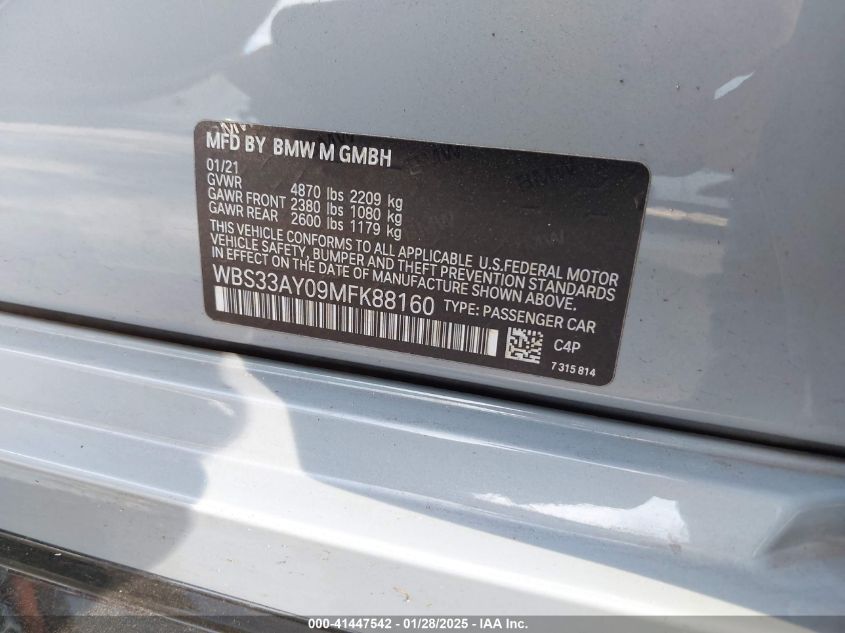 MFD BY BMW M GMBH
01/21
GVWR 4870 lbs 2209 kg
GAWR FRONT 2380 lbs 1080 kg
GAWR REAR 2600 lbs 1179 kg
THIS VEHICLE CONFORMS TO ALL APPLICABLE U.S.FEDERAL MOTOR
VEHICLE SAFETY, BUMPER AND THEFT PREVENTION STANDARDS
IN EFFECT ON THE DATE OF MANUFACTURE SHOWN ABOVE.
WBS33AY09MFK88160 TYPE: PASSENGER CAR
C4P
7 315 814
000-41447542 - 01/28/2025 - IAAI.COM